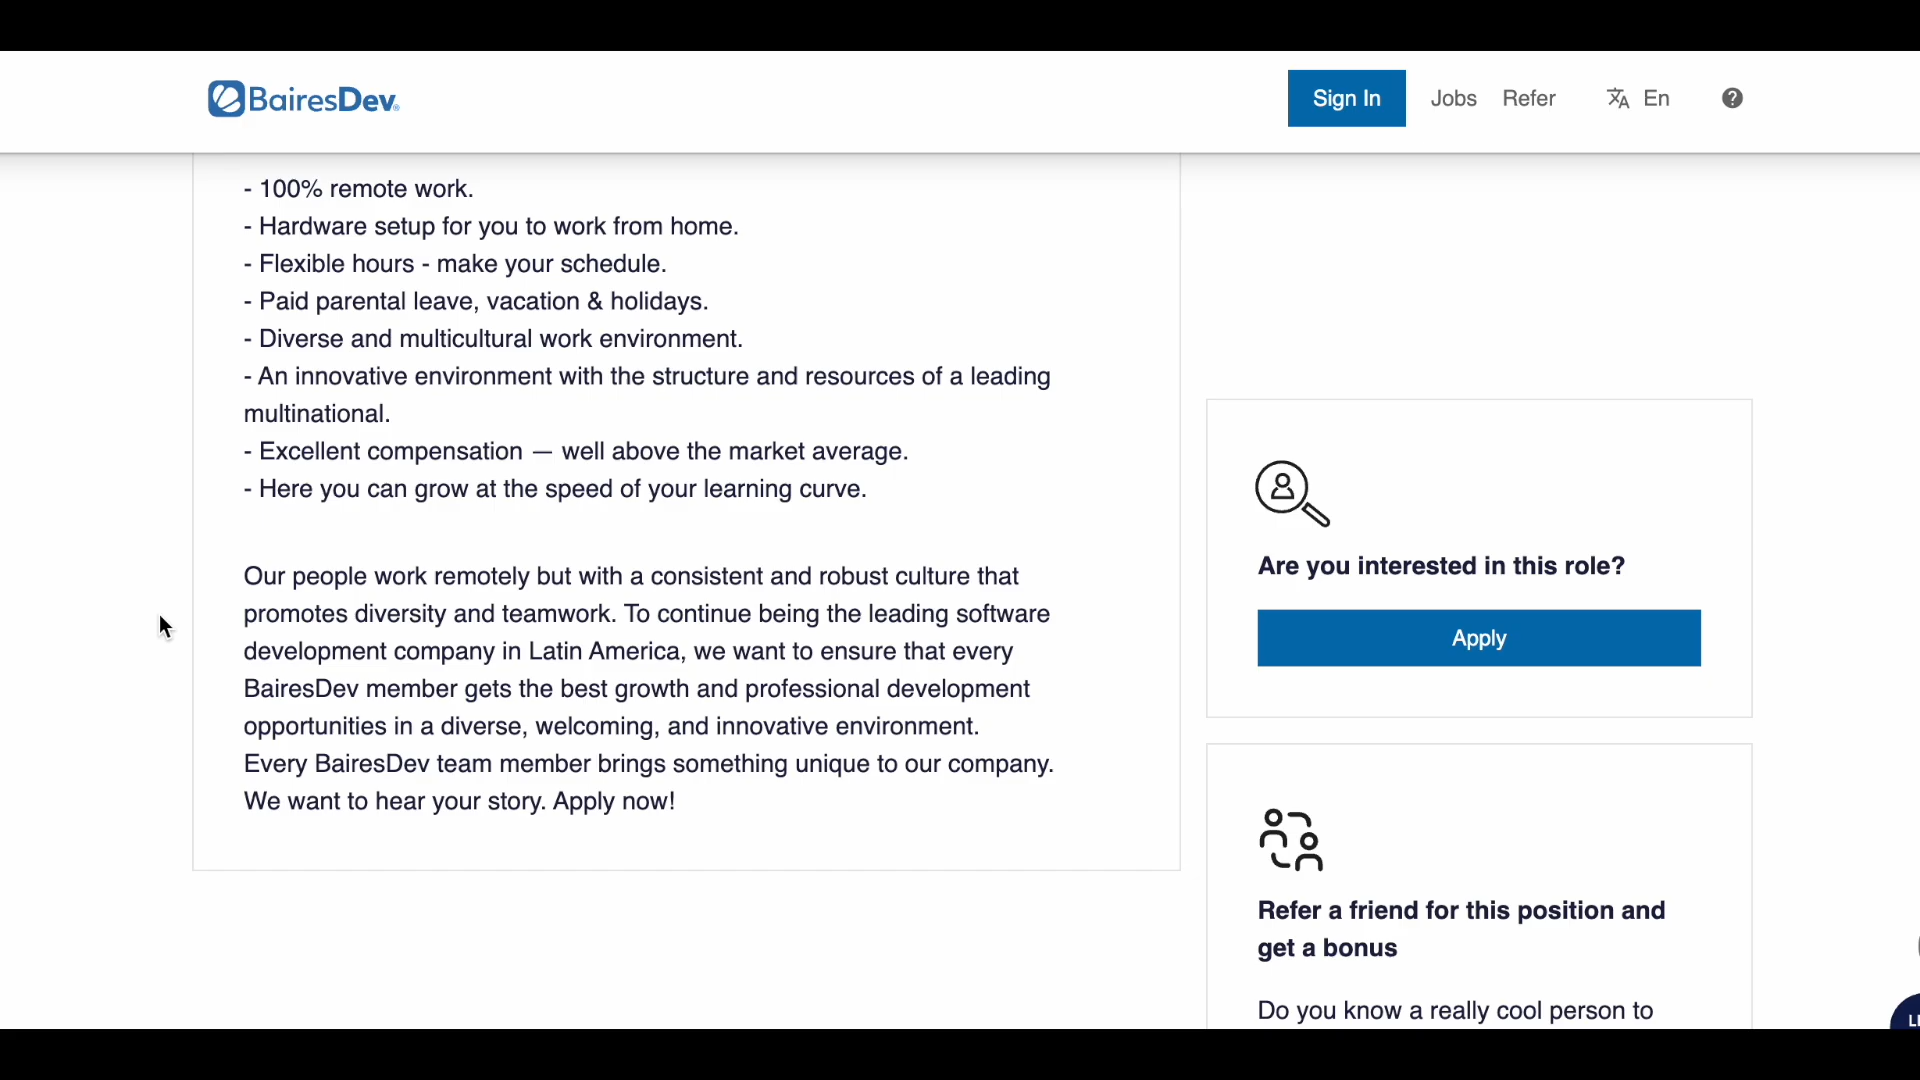 BairesDev
Sign In Jobs Refer En
- 100% remote work.
- Hardware setup for you to work from home.
- Flexible hours - make your schedule.
- Paid parental leave, vacation & holidays.
- Diverse and multicultural work environment.
- An innovative environment with the structure and resources of a leading
multinational.
- Excellent compensation — well above the market average.
- Here you can grow at the speed of your learning curve.
Our people work remotely but with a consistent and robust culture that
promotes diversity and teamwork. To continue being the leading software
development company in Latin America, we want to ensure that every
BairesDev member gets the best growth and professional development
opportunities in a diverse, welcoming, and innovative environment.
Every BairesDev team member brings something unique to our company.
We want to hear your story. Apply now!
Are you interested in this role?
Apply
Refer a friend for this position and
get a bonus
Do you know a really cool person to